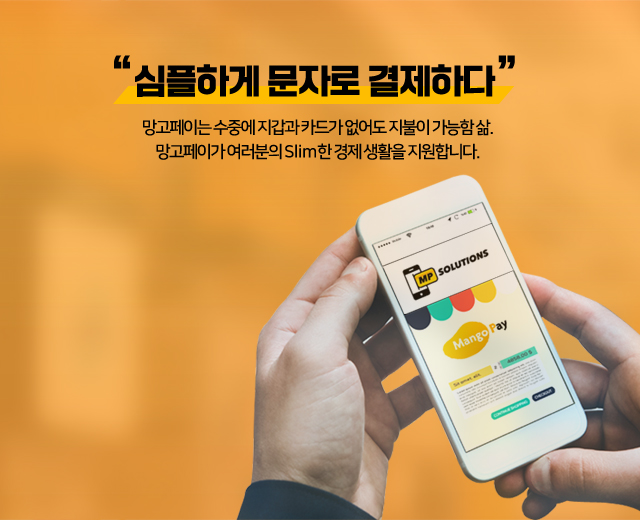 “심플하게 문자로 결제하다”
망고페이는 수중에 지갑과 카드가 없어도 지불이 가능함 삶.
망고페이가 여러분의 Slim한 경제 생활을 지원합니다.
MP SOLUTIONS
Mango Pay
CONTINUE SHOPPING
CHECKOUT